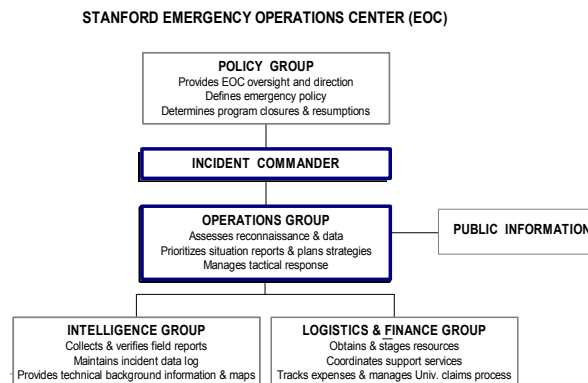 STANFORD EMERGENCY OPERATIONS CENTER (EOC)
POLICY GROUP
Provides EOC oversight and direction
Defines emergency policy
Determines program closures & resumptions
INCIDENT COMMANDER
OPERATIONS GROUP
Assesses reconnaissance & data
Prioritizes situation reports & plans strategies
Manages tactical response
PUBLIC INFORMATION
INTELLIGENCE GROUP
Collects & verifies field reports
Maintains incident data log
Provides technical background information & maps
LOGISTICS & FINANCE GROUP
Obtains & stages resources
Coordinates support services
Tracks expenses & manages Univ. claims process